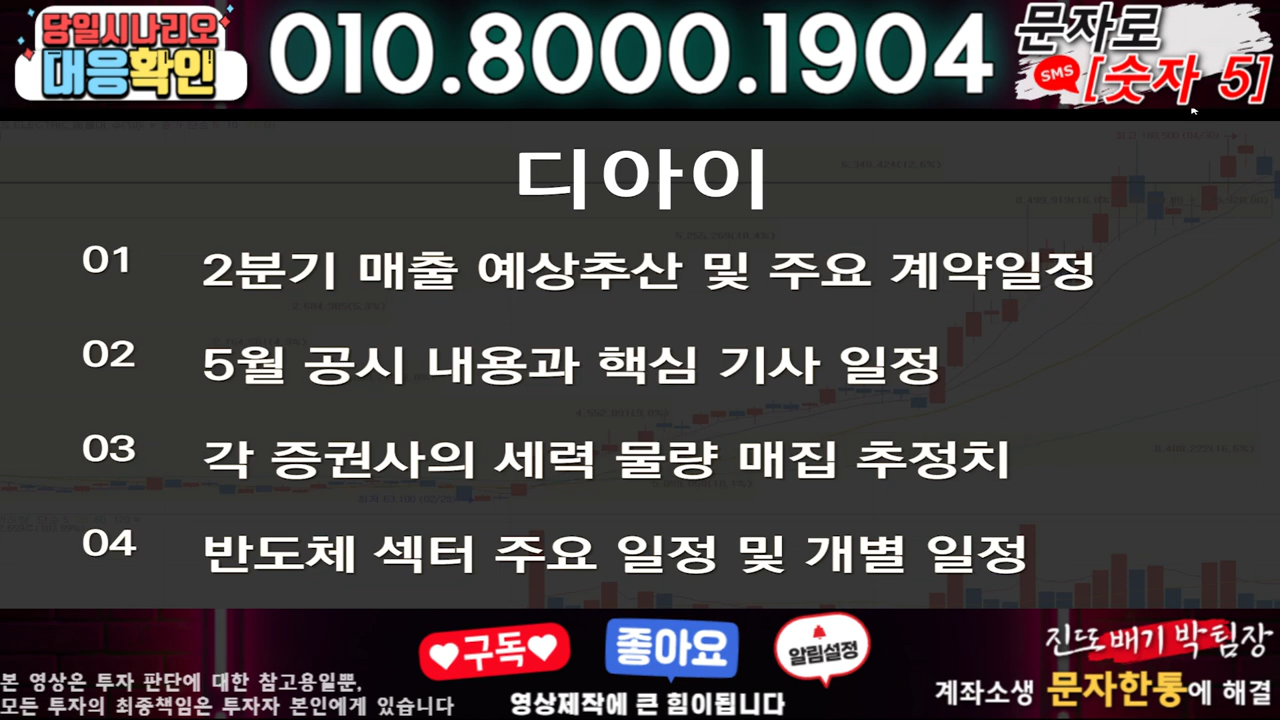 당일시나리오
대응확인
010.8000.1904
문자로
SMS
[숫자 5]
디아이
01 2분기 매출 예상추산 및 주요 계약일정
02 5월 공시 내용과 핵심 기사 일정
03 각 증권사의 세력 물량 매집 추정치
04 반도체 섹터 주요 일정 및 개별 일정
구독
좋아요
알림설정
영상제작에 큰 힘이됩니다
본 영상은 투자 판단에 대한 참고용일뿐,
모든 투자의 최종책임은 투자자 본인에게 있습니다
진또배기 박팀장
계좌소생 문자한통에 해결